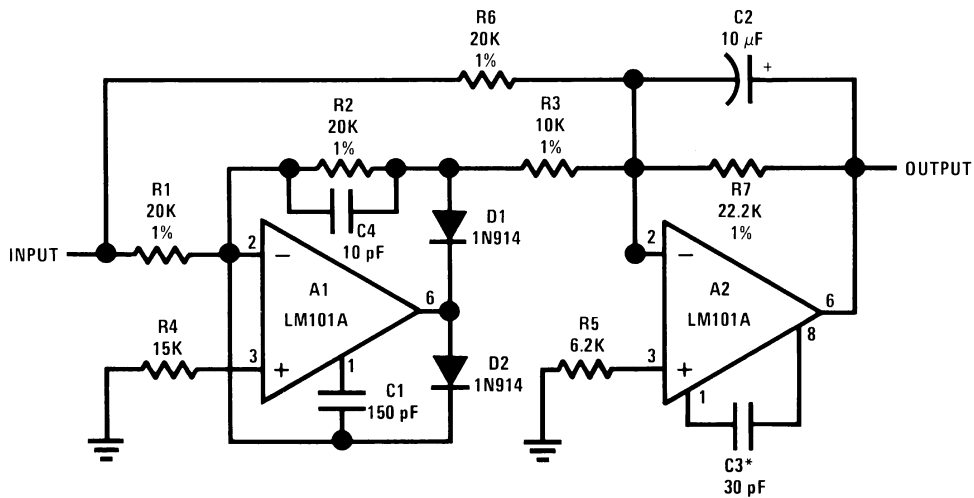 R6
20K
1%
C2
10 μF
+
R2
20K
1%
R3
10K
1%
R1
20K
1%
C4
10 pF
D1
1N914
R7
22.2K
1%
OUTPUT
INPUT
2
−
A1
LM101A
6
3
+
1
R4
15K
C1
150 pF
D2
1N914
2
−
A2
LM101A
6
8
3
+
1
R5
6.2K
C3*
30 pF